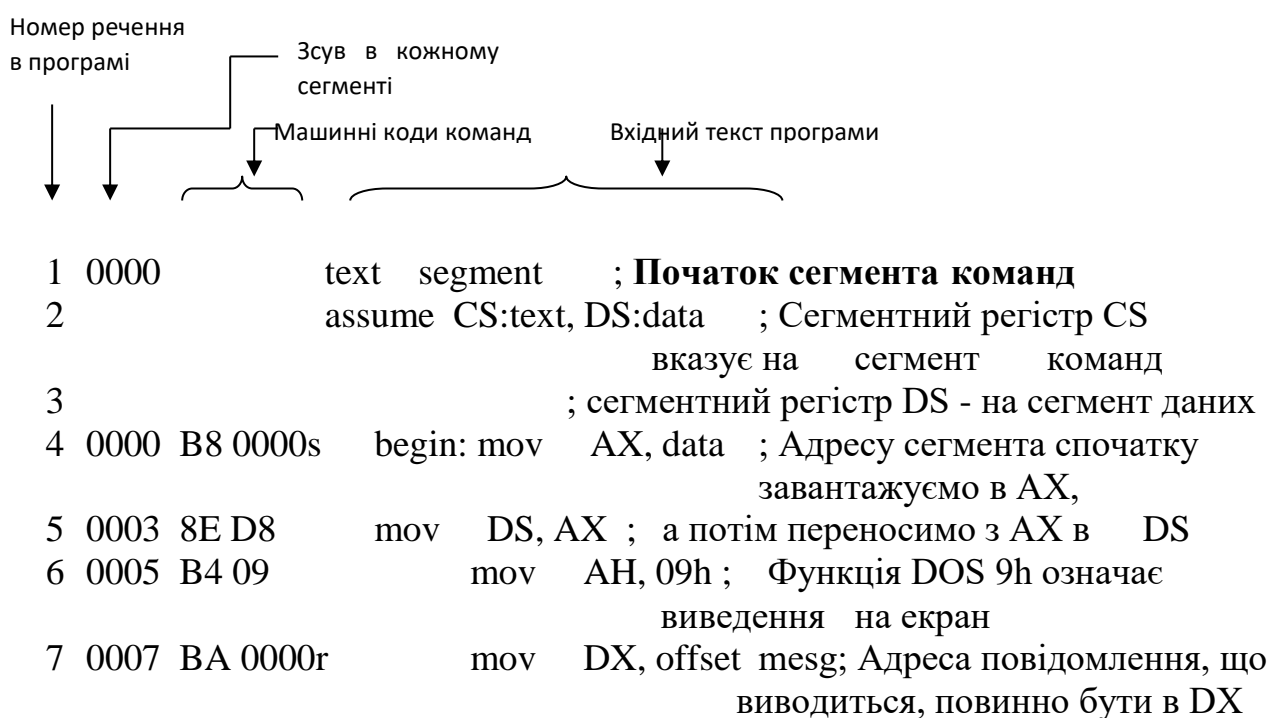 Номер речення
в програмі
Зсув в кожному
сегменті
Машинні коди команд Вхідний текст програми
1 0000 text segment ; Початок сегмента команд
2 assume CS:text, DS:data ; Сегментний регістр CS
вказує на сегмент команд
3 ; сегментний регістр DS - на сегмент даних
4 0000 B8 0000s begin: mov AX, data ; Адресу сегмента спочатку
завантажуємо в AX,
5 0003 8E D8 mov DS, AX ; а потім переносимо з AX в DS
6 0005 B4 09 mov AH, 09h ; Функція DOS 9h означає
виведення на екран
7 0007 BA 0000r mov DX, offset mesg; Адреса повідомлення, що
виводиться, повинно бути в DX